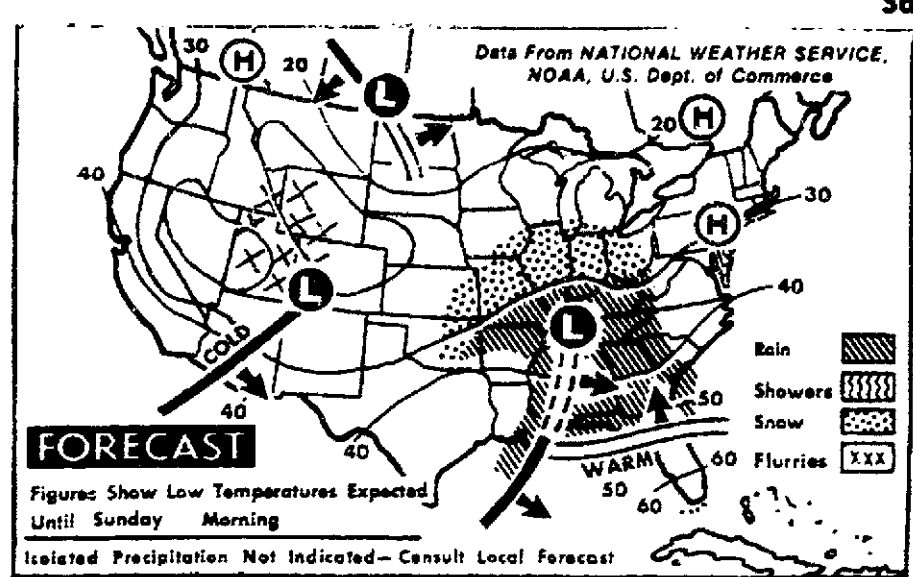 30
H
20
L
Data From NATIONAL WEATHER SERVICE,
NOAA, U.S. Dept. of Commerce
20
H
40
30
H
L
40
L
COLD
Rain
Showers
50
Snow
40
40
WARM
60
Flurries
XXX
50
60
FORECAST
Figures Show Low Temperatures Expected
Until Sunday Morning
Isolated Precipitation Not Indicated— Consult Local Forecast